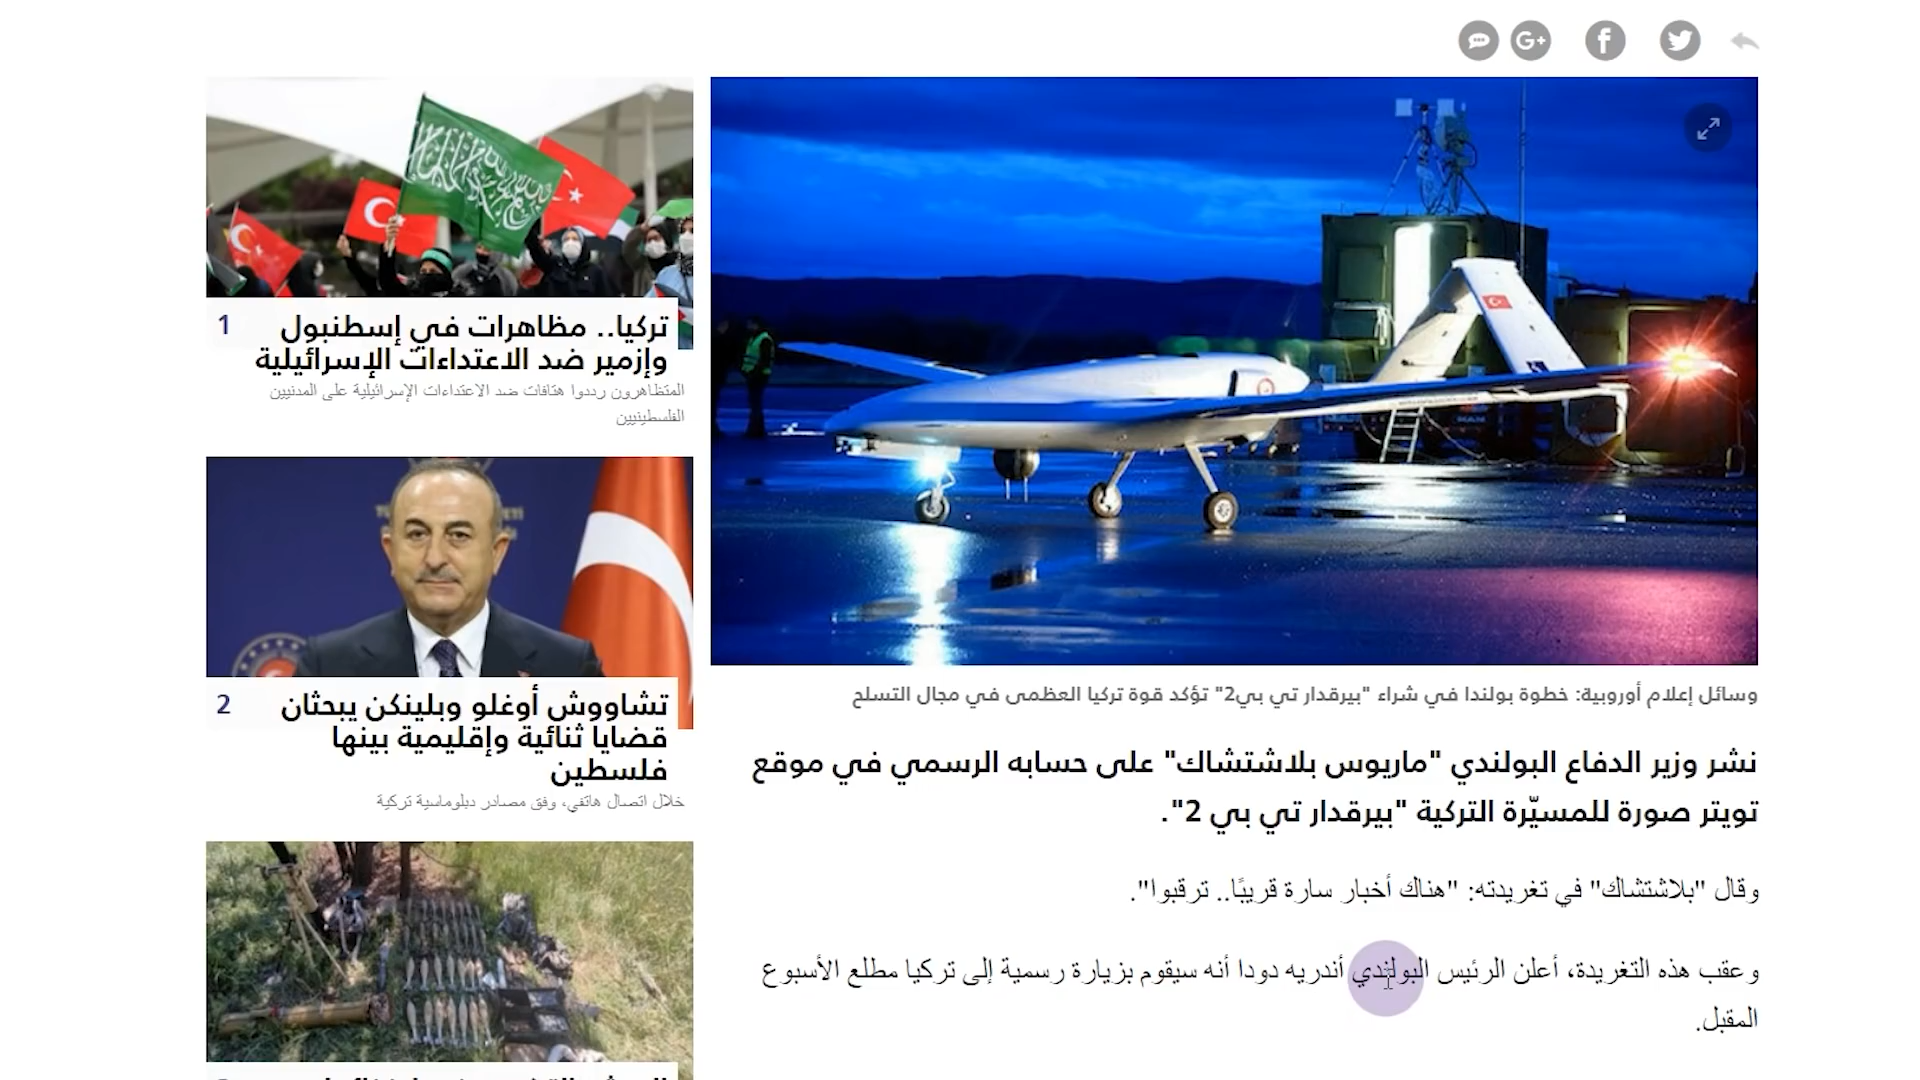 وسائل إعلام أوروبية: خطوة بولندا في شراء "بيرقدار تي بي2" تؤكد قوة تركيا العظمى في مجال التسلح
نشر وزير الدفاع البولندي "ماريوس بلاشتشاك" على حسابه الرسمي في موقع
تويتر صورة للمسيّرة التركية "بيرقدار تي بي 2".
وقال "بلاشتشاك" في تغريدته: "هناك أخبار سارة قريبًا.. ترقبوا".
وعقب هذه التغريدة، أعلن الرئيس البولندي أندريه دودا أنه سيقوم بزيارة رسمية إلى تركيا مطلع الأسبوع
المقبل.
1
تركيا.. مظاهرات في إسطنبول
وإزمير ضد الاعتداءات الإسرائيلية
المتظاهرون رددوا هتافات ضد الاعتداءات الإسرائيلية على المدنيين
الفلسطينيين
2
تشاووش أوغلو وبلينكن يبحثان
قضايا ثنائية وإقليمية بينها
فلسطين
خلال اتصال هاتفي، وفق مصادر دبلوماسية تركية